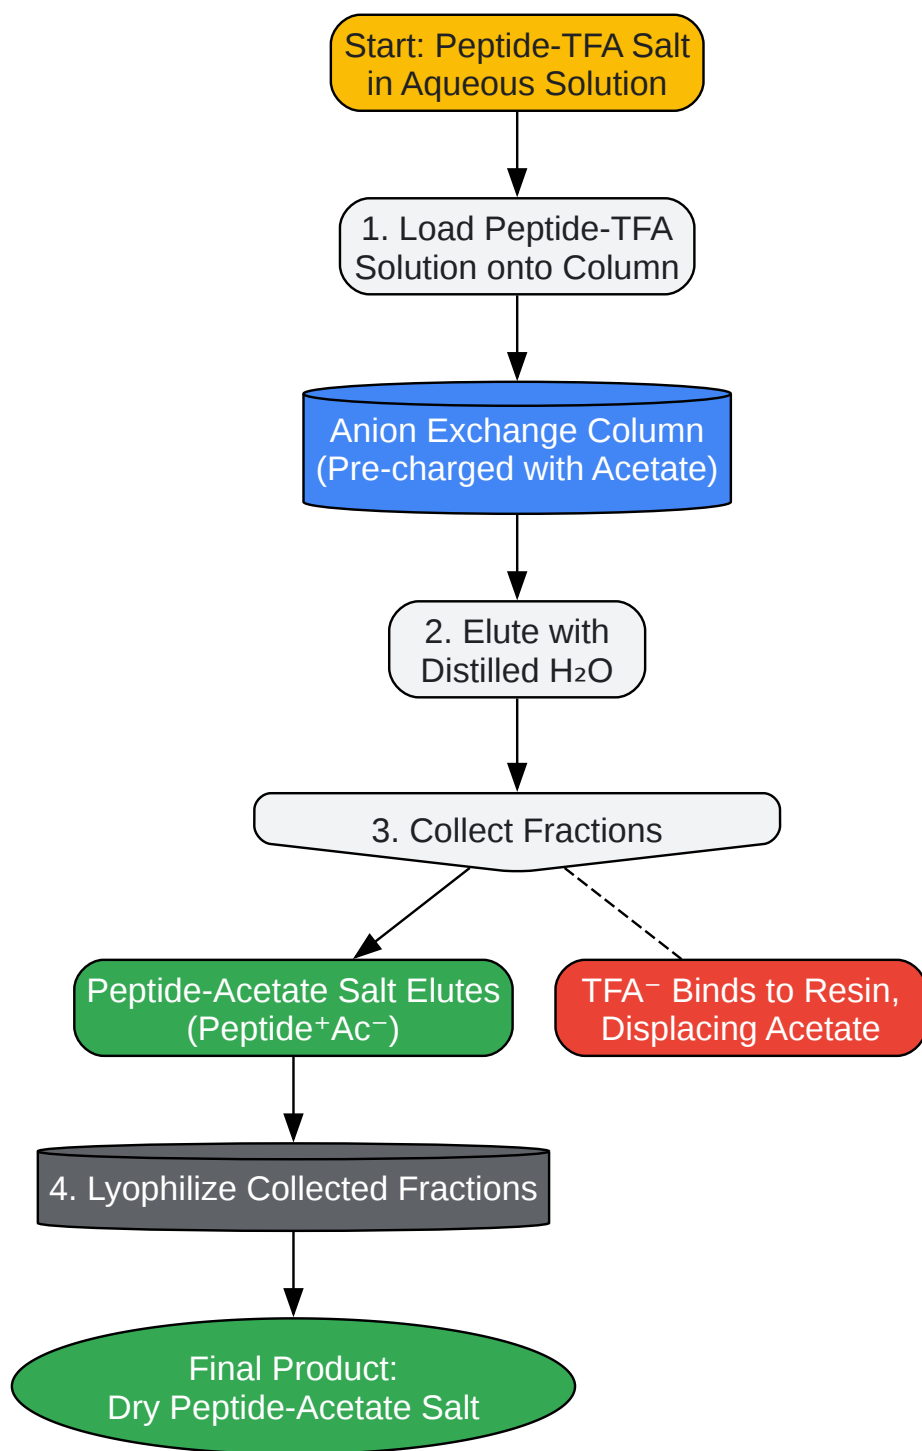 Start: Peptide-TFA Salt
in Aqueous Solution
1. Load Peptide-TFA
Solution onto Column
Anion Exchange Column
(Pre-charged with Acetate)
2. Elute with
Distilled H₂O
3. Collect Fractions
Peptide-Acetate Salt Elutes
(Peptide⁺Ac⁻)
TFA⁻ Binds to Resin,
Displacing Acetate
4. Lyophilize Collected Fractions
Final Product:
Dry Peptide-Acetate Salt